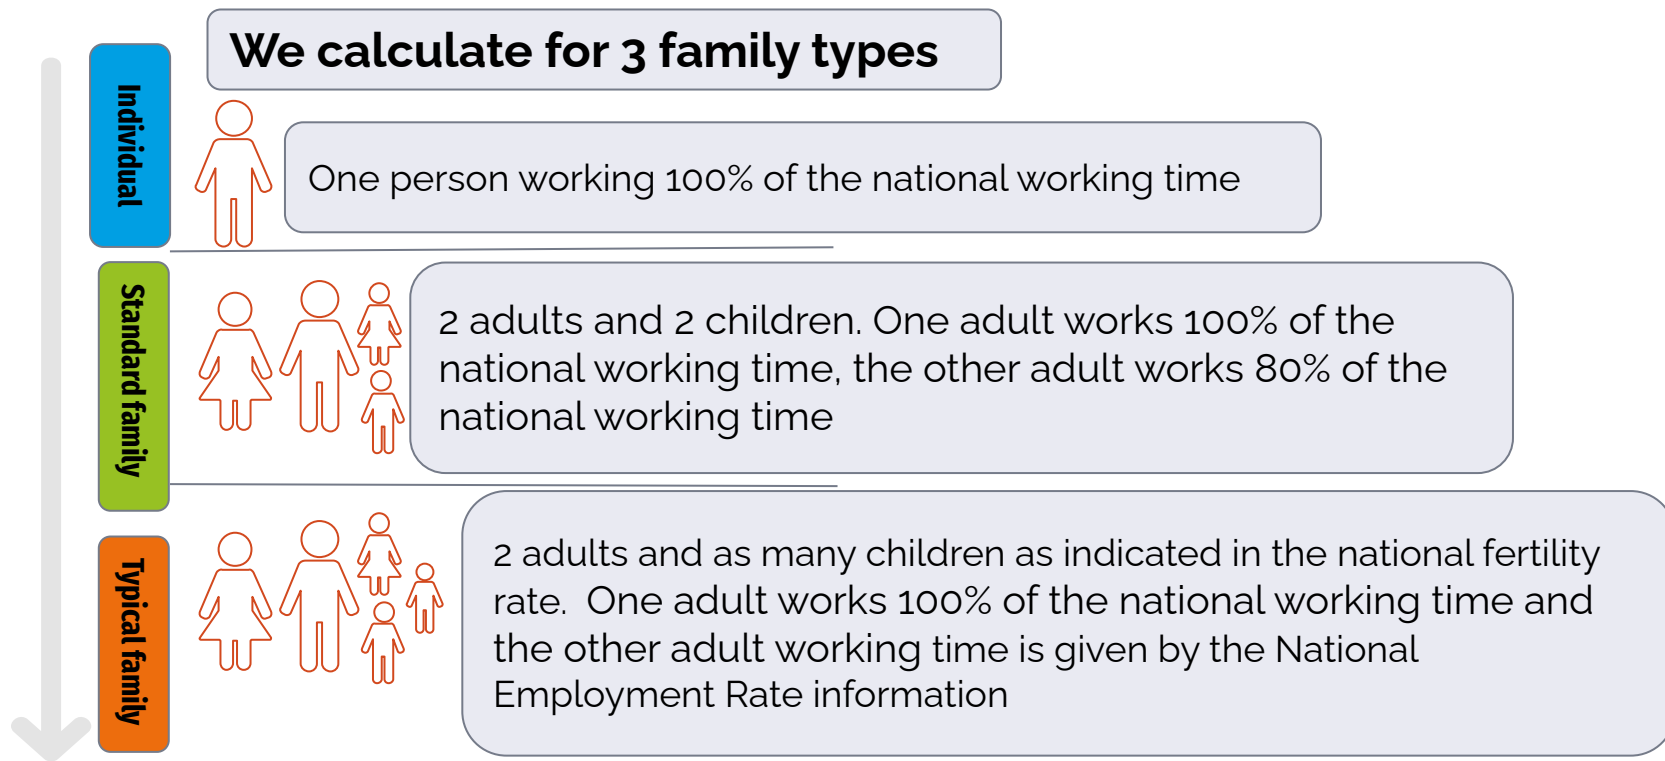 We calculate for 3 family types
Individual
One person working 100% of the national working time
Standard family
2 adults and 2 children. One adult works 100% of the
national working time, the other adult works 80% of the
national working time
Typical family
2 adults and as many children as indicated in the national fertility
rate.  One adult works 100% of the national working time and
the other adult working time is given by the National
Employment Rate information